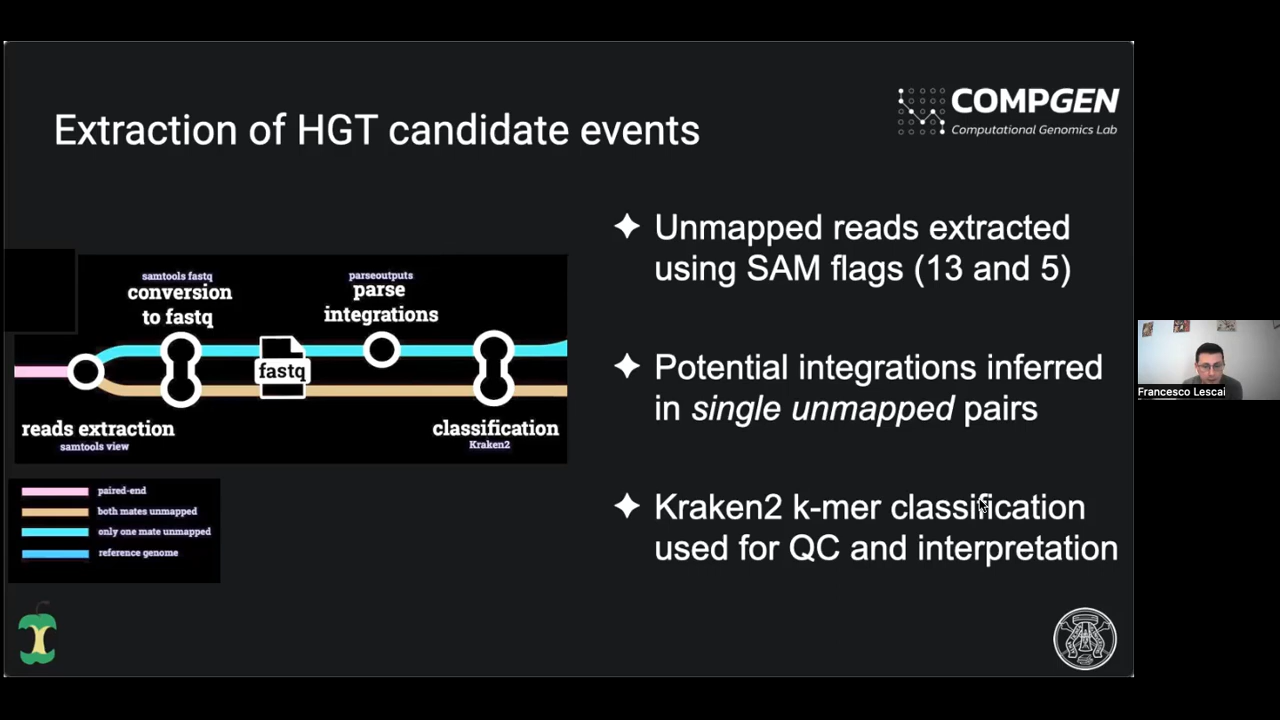 COMPGEN
Computational Genomics Lab
Extraction of HGT candidate events
Unmapped reads extracted
using SAM flags (13 and 5)
Potential integrations inferred
in single unmapped pairs
Kraken2 k-mer classification
used for QC and interpretation
samtools fastq
conversion
to fastq
parseoutputs
parse
integrations
fastq
reads extraction
samtools view
classification
Kraken2
paired-end
both mates unmapped
only one mate unmapped
reference genome
Francesco Lescai